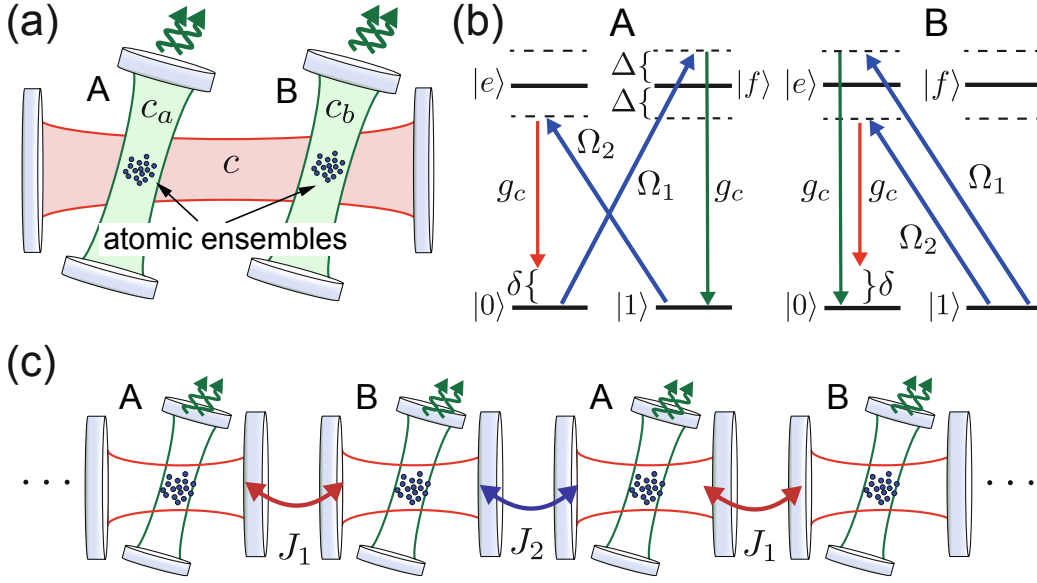 (a)
A
B
c_a
c_b
c
atomic ensembles
(b)
A
B
|e⟩
Δ{
Δ{
|f⟩
Ω_2
Ω_1
g_c
g_c
δ{
|0⟩
|1⟩
|e⟩
|f⟩
g_c
g_c
Ω_1
Ω_2
}δ
|0⟩
|1⟩
(c)
A
B
A
B
· · ·
· · ·
J_1
J_2
J_1